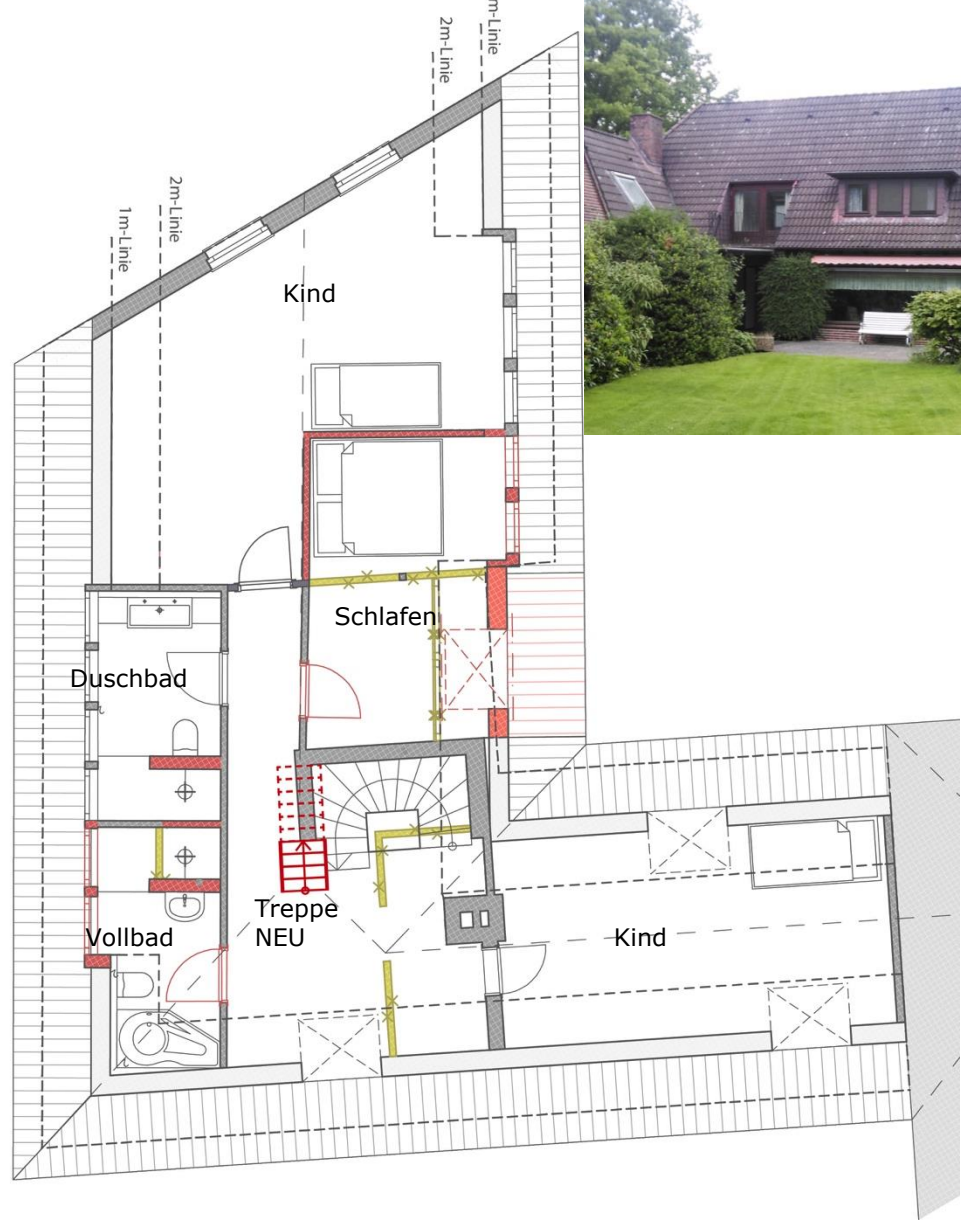 m-Linie
2m-Linie
2m-Linie
1m-Linie
Kind
Schlafen
Duschbad
Treppe
NEU
Vollbad
Kind